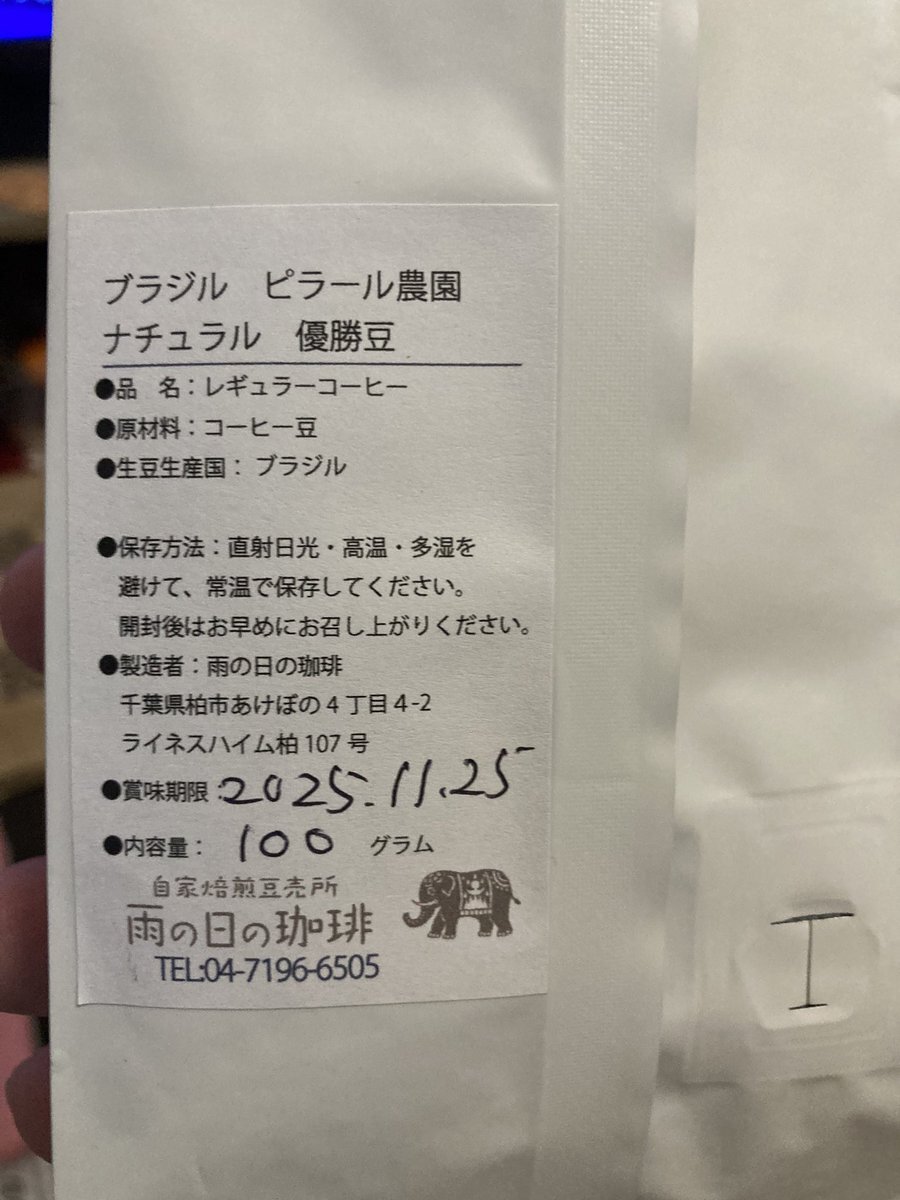 ブラジル　ピラール農園
ナチュラル　優勝豆
●品　名：レギュラーコーヒー
●原材料：コーヒー豆
●生豆生産国：ブラジル
●保存方法：直射日光・高温・多湿を
避けて、常温で保存してください。
開封後はお早めにお召し上がりください。
●製造者：雨の日の珈琲
千葉県柏市あけぼの4丁目4-2
ライネスハイム柏107号
●賞味期限：2025.11.25
●内容量：100 グラム
自家焙煎豆売所
雨の日の珈琲
TEL:04-7196-6505